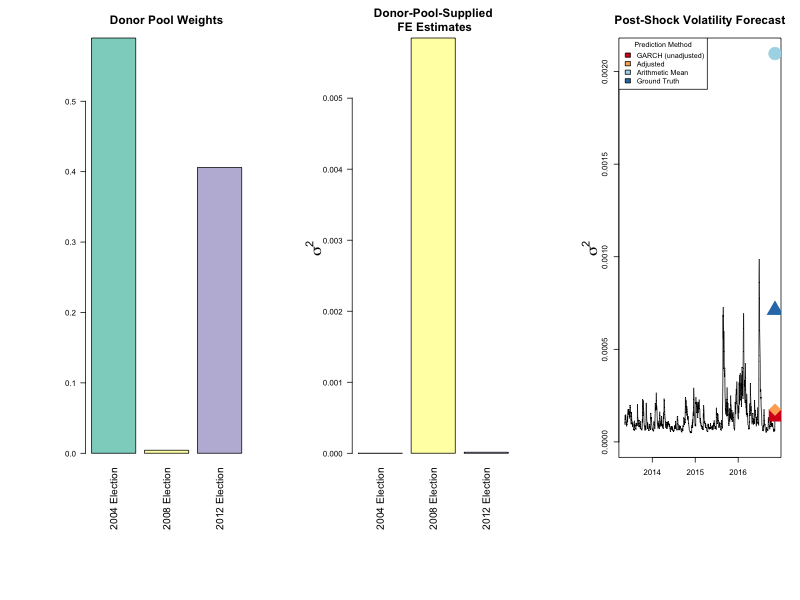 Donor Pool Weights
0.5
0.4
0.3
0.2
0.1
0.0
2004 Election
2008 Election
2012 Election
Donor-Pool-Supplied
FE Estimates
σ2
0.005
0.004
0.003
0.002
0.001
0.000
2004 Election
2008 Election
2012 Election
Post-Shock Volatility Forecast
σ2
0.0020
0.0015
0.0010
0.0005
0.0000
Prediction Method
GARCH (unadjusted)
Adjusted
Arithmetic Mean
Ground Truth
2014 2015 2016